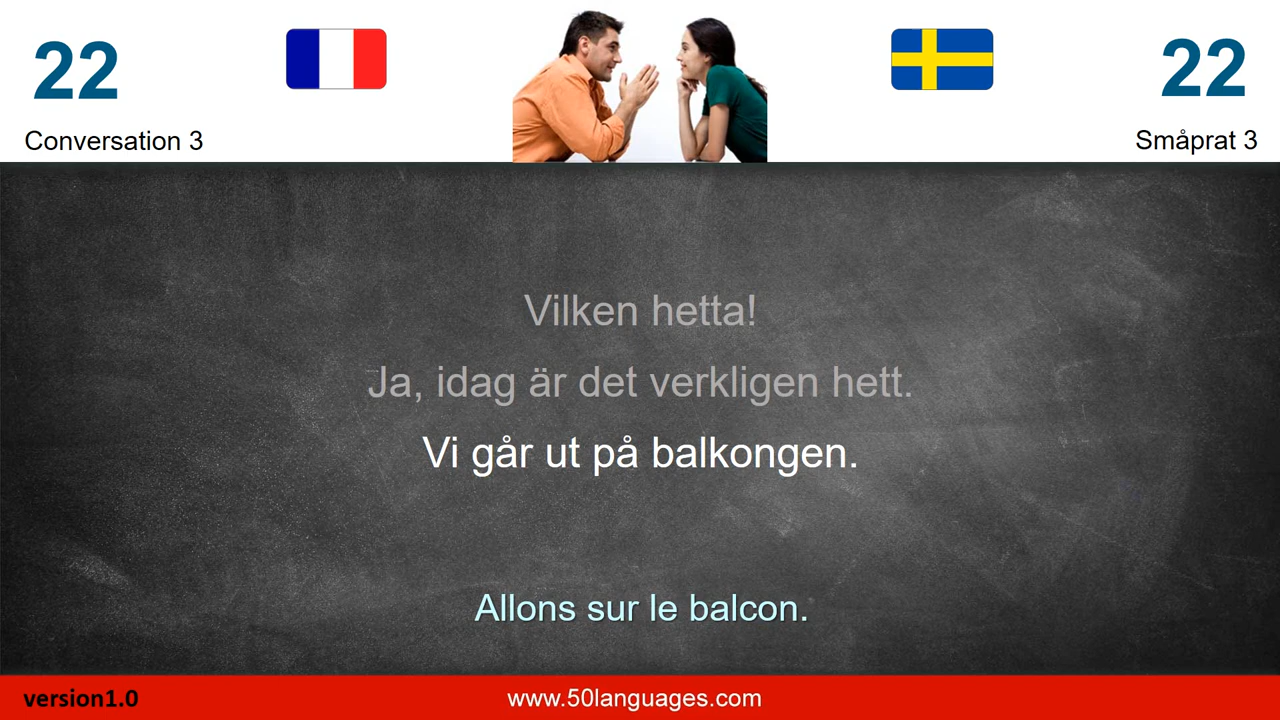 22
Conversation 3
22
Småprat 3
Vilken hetta!
Ja, idag är det verkligen hett.
Vi går ut på balkongen.
Allons sur le balcon.
version1.0
www.50languages.com